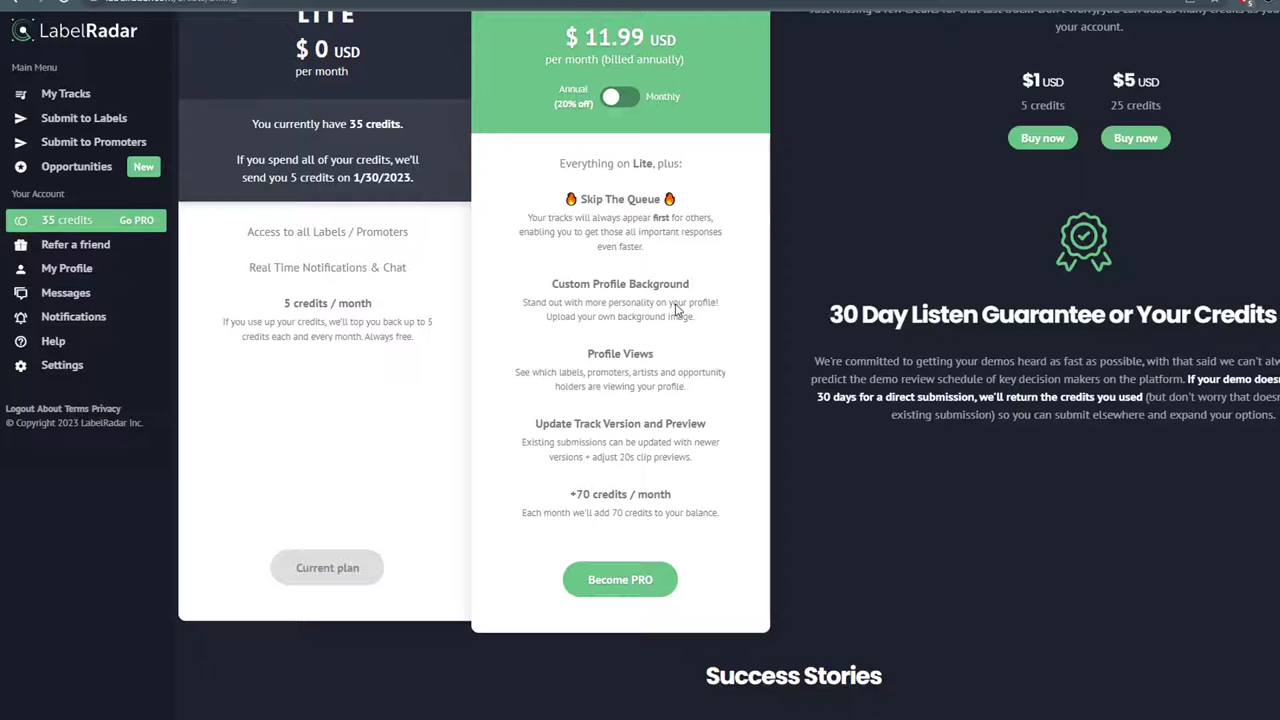 LabelRadar
Main Menu
My Tracks
Submit to Labels
Submit to Promoters
Opportunities New
Your Account
35 credits Go PRO
Refer a friend
My Profile
Messages
Notifications
Help
Settings
Logout About Terms Privacy
© Copyright 2023 LabelRadar Inc.
LITE
$ 0 USD
per month
You currently have 35 credits.
If you spend all of your credits, we'll
send you 5 credits on 1/30/2023.
Access to all Labels / Promoters
Real Time Notifications & Chat
5 credits / month
If you use up your credits, we'll top you back up to 5
credits each and every month. Always free.
Current plan
$ 11.99 USD
per month (billed annually)
Annual
(20% off)
Monthly
Everything on Lite, plus:
🔥 Skip The Queue 🔥
Your tracks will always appear first for others,
enabling you to get those all important responses
even faster.
Custom Profile Background
Stand out with more personality on your profile!
Upload your own background image.
Profile Views
See which labels, promoters, artists and opportunity
holders are viewing your profile.
Update Track Version and Preview
Existing submissions can be updated with newer
versions + adjust 20s clip previews.
+70 credits / month
Each month we'll add 70 credits to your balance.
Become PRO
your account.
$1 USD
5 credits
Buy now
$5 USD
25 credits
Buy now
30 Day Listen Guarantee or Your Credits
We're committed to getting your demos heard as fast as possible, with that said we can't
predict the demo review schedule of key decision makers on the platform. If your demo
30 days for a direct submission, we'll return the credits you used (but don't worry that
existing submission) so you can submit elsewhere and expand your options.
Success Stories